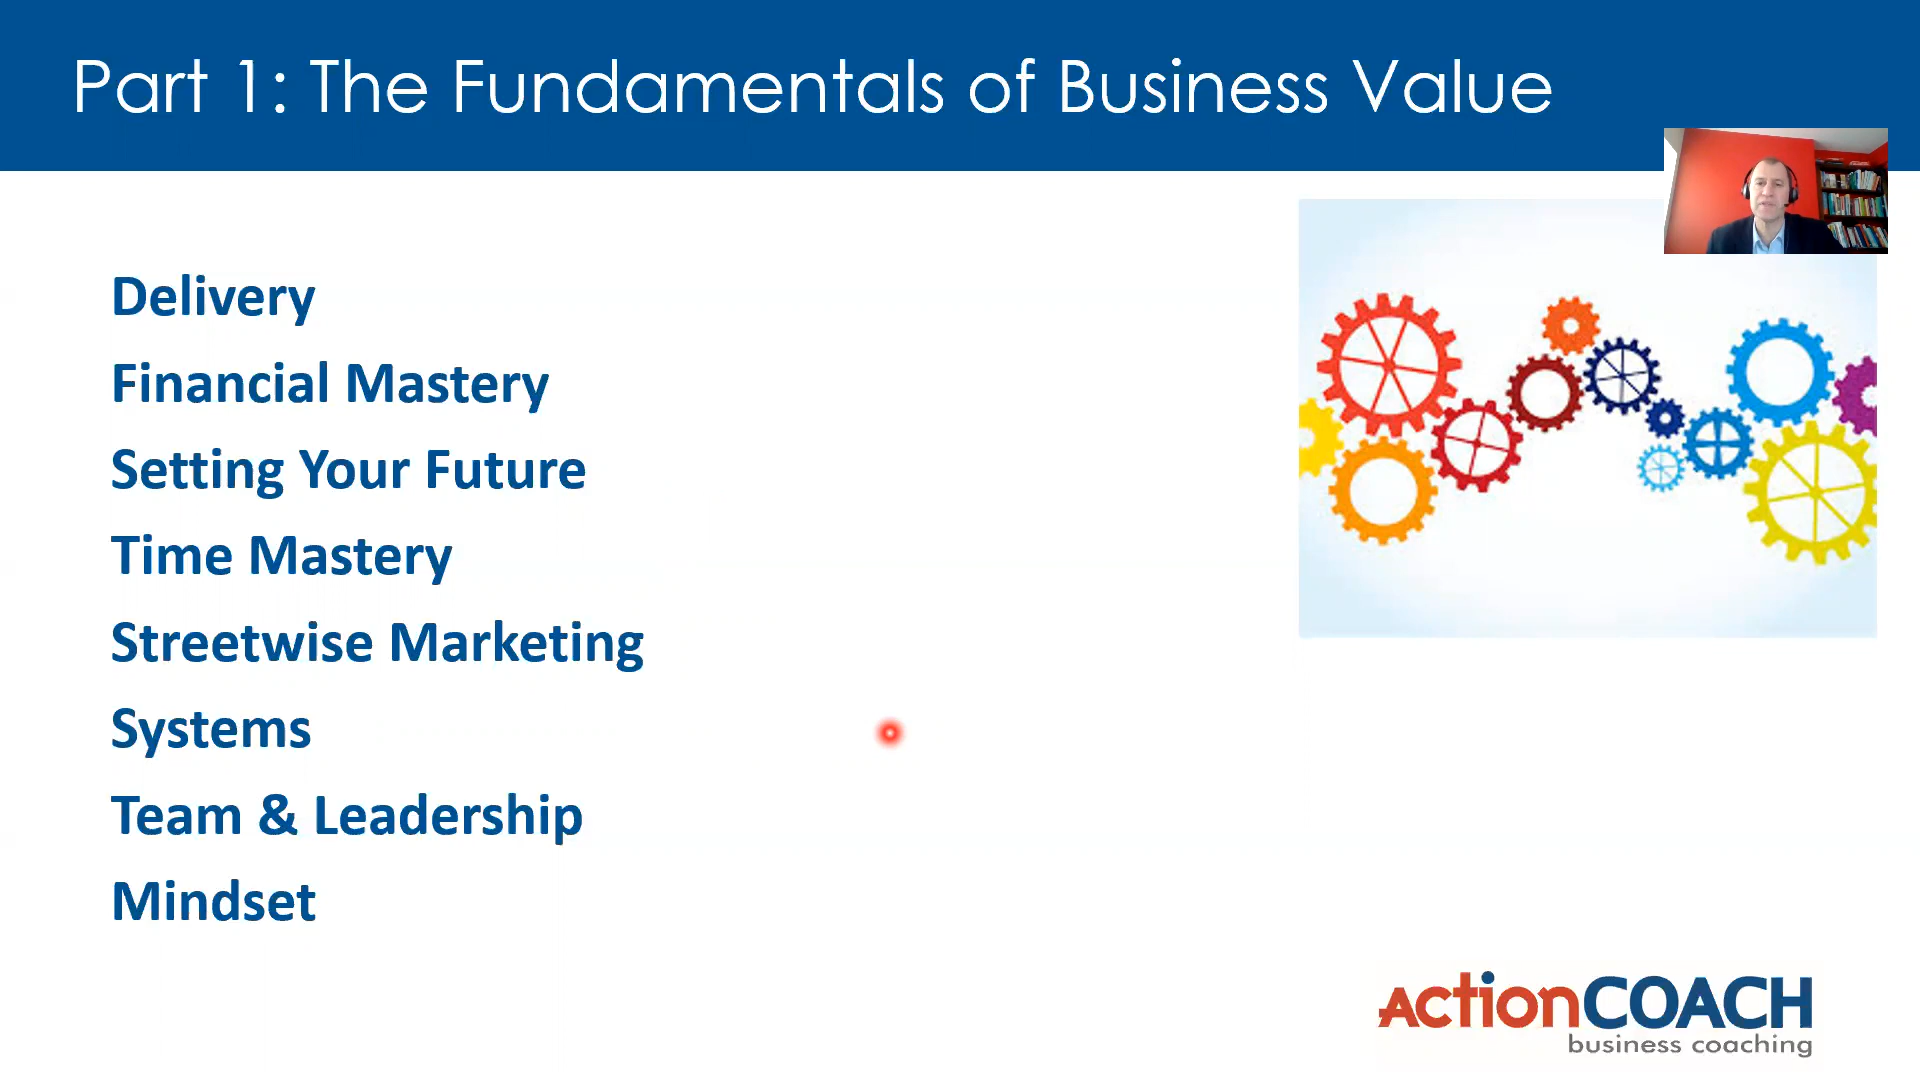 Part 1: The Fundamentals of Business Value
Delivery
Financial Mastery
Setting Your Future
Time Mastery
Streetwise Marketing
Systems
Team & Leadership
Mindset
ActionCOACH
business coaching